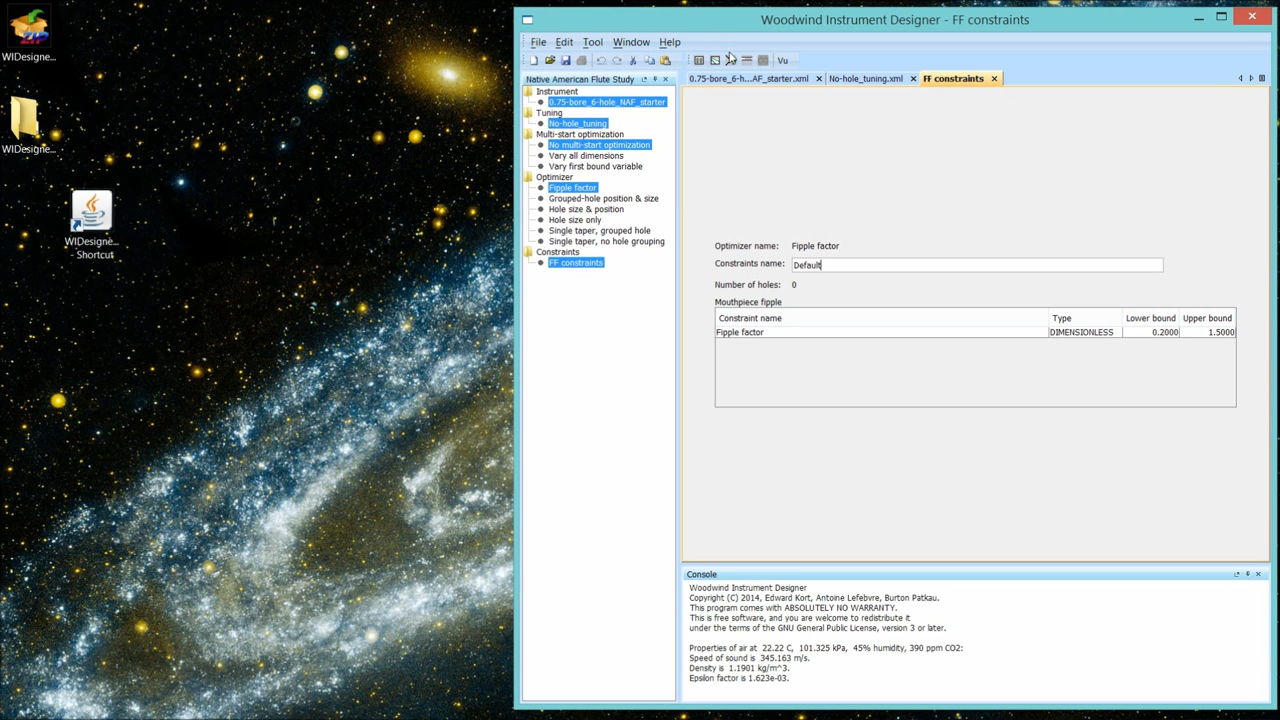 ZIP
WIDesigne...
WIDesigne...
WIDesigne...
- Shortcut
Woodwind Instrument Designer - FF constraints
File Edit Tool Window Help
Vu
Native American Flute Study
Instrument
0.75-bore_6-hole_NAF_starter
Tuning
No-hole_tuning
Multi-start optimization
No multi-start optimization
Vary all dimensions
Vary first bound variable
Optimizer
Fipple factor
Grouped-hole position & size
Hole size & position
Hole size only
Single taper, grouped hole
Single taper, no hole grouping
Constraints
FF constraints
0.75-bore_6-h...AF_starter.xml No-hole_tuning.xml FF constraints
Optimizer name: Fipple factor
Constraints name: Default
Number of holes: 0
Mouthpiece fipple
Constraint name Type Lower bound Upper bound
Fipple factor DIMENSIONLESS 0.2000 1.5000
Console
Woodwind Instrument Designer
Copyright (C) 2014, Edward Kort, Antoine Lefebvre, Burton Patkau.
This program comes with ABSOLUTELY NO WARRANTY.
This is free software, and you are welcome to redistribute it
under the terms of the GNU General Public License, version 3 or later.
Properties of air at 22.22 C, 101.325 kPa, 45% humidity, 390 ppm CO2:
Speed of sound is 345.163 m/s.
Density is 1.1901 kg/m^3.
Epsilon factor is 1.623e-03.